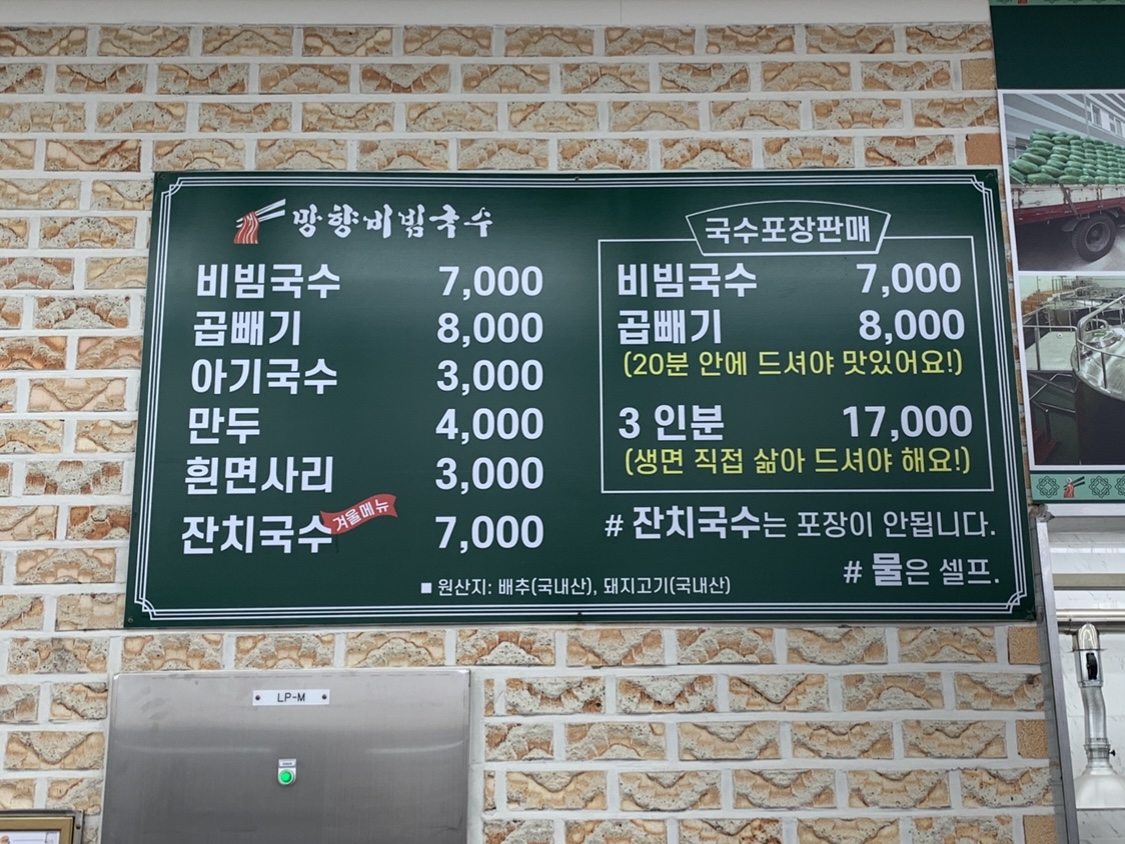 망향비빔국수
비빔국수 7,000
곱빼기 8,000
아기국수 3,000
만두 4,000
흰면사리 3,000
잔치국수 겨울메뉴 7,000
국수포장판매
비빔국수 7,000
곱빼기 8,000
(20분 안에 드셔야 맛있어요!)
3 인분 17,000
(생면 직접 삶아 드셔야 해요!)
# 잔치국수는 포장이 안됩니다.
# 물은 셀프.
■ 원산지: 배추(국내산), 돼지고기(국내산)
LP-M